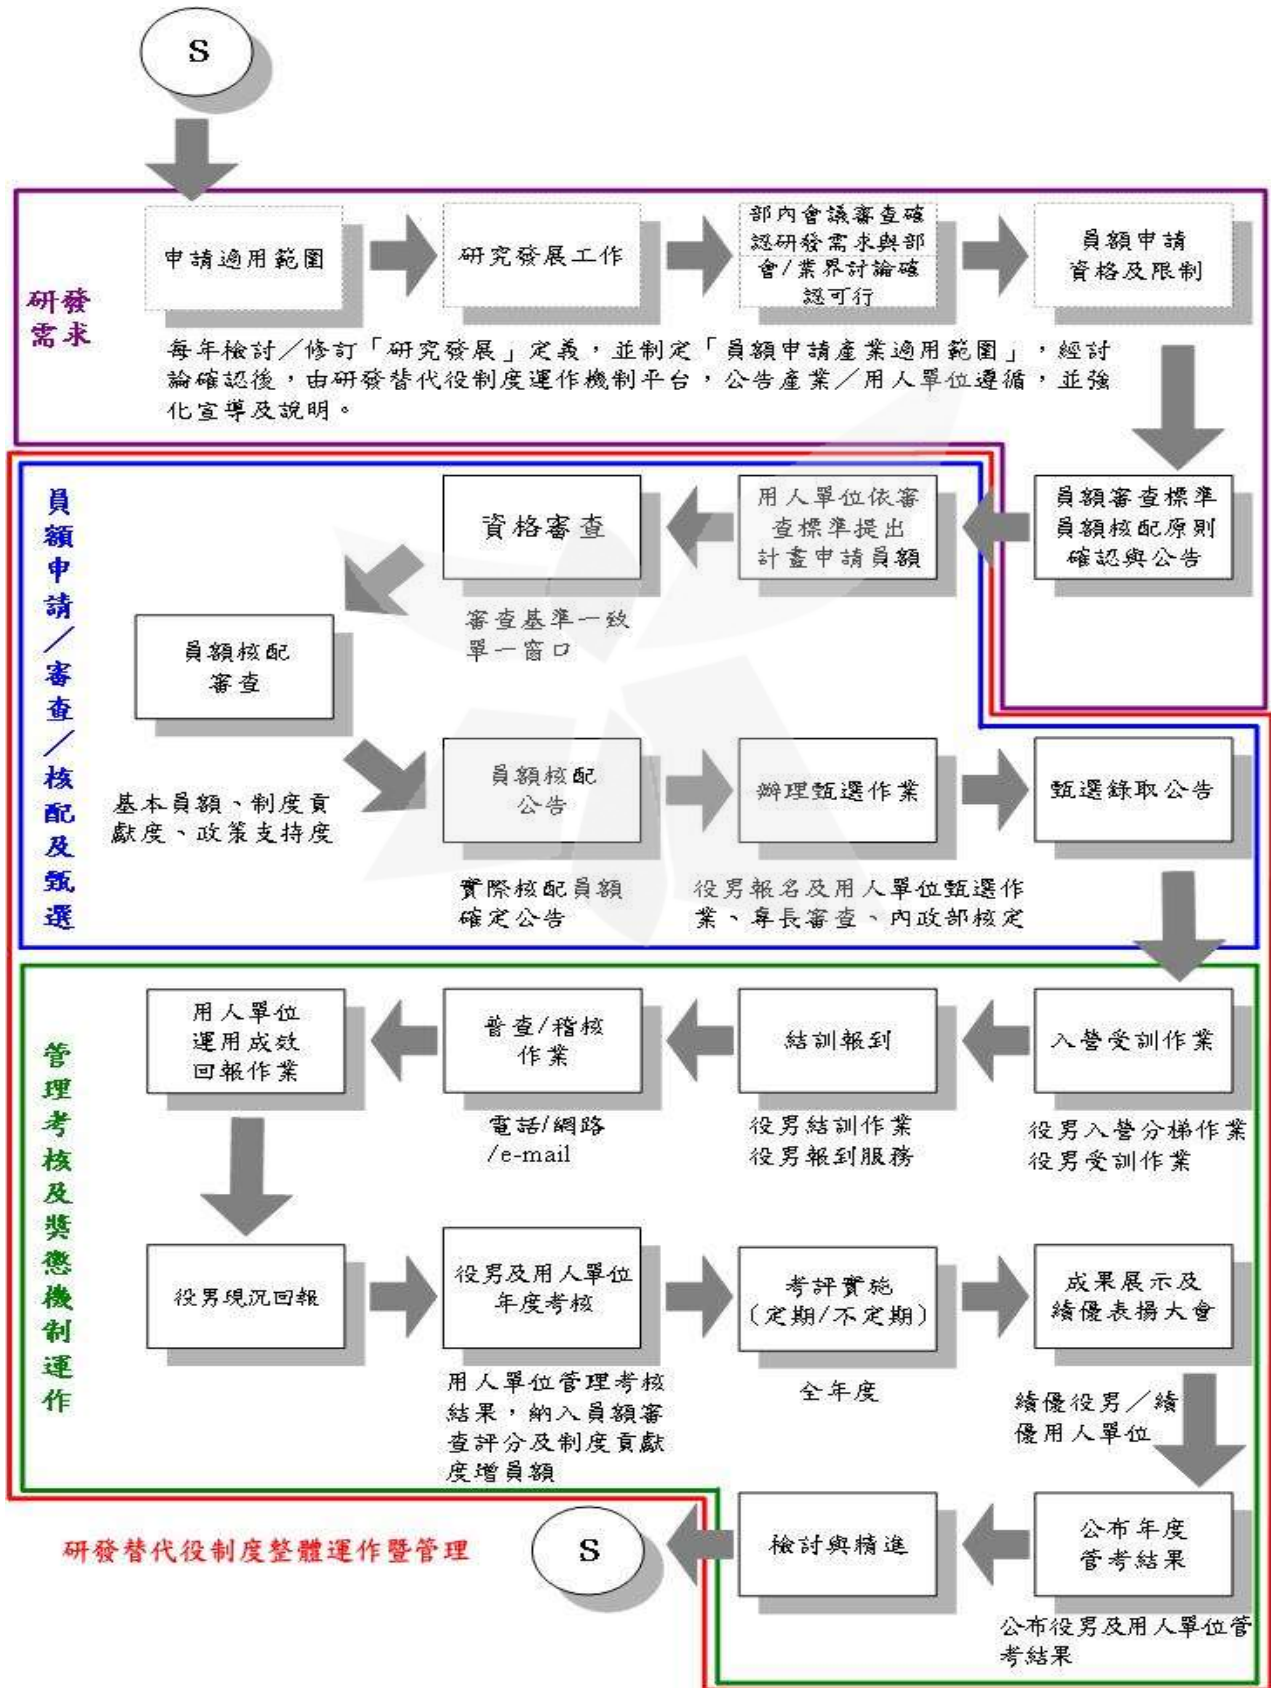 S
研發
需求
申請適用範圍
研究發展工作
部內會議審查確
認研發需求與部
會/業界討論確
認可行
員額申請
資格及限制
每年檢討／修訂「研究發展」定義，並制定「員額申請產業適用範圍」，經討
論確認後，由研發替代役制度運作機制平台，公告產業／用人單位遵循，並強
化宣導及說明。
員額審查標準
員額核配原則
確認與公告
員額申請／審查／核配及甄選
用人單位依審
查標準提出
計畫申請員額
資格審查
審查基準一致
單一窗口
員額核配
審查
基本員額、制度貢
獻度、政策支持度
員額核配
公告
實際核配員額
確定公告
辦理甄選作業
役男報名及用人單位甄選作
業、專長審查、內政部核定
甄選錄取公告
管理考核及獎懲機制運作
入營受訓作業
役男入營分梯作業
役男受訓作業
結訓報到
役男結訓作業
役男報到服務
普查/稽核
作業
電話/網路
/e-mail
用人單位
運用成效
回報作業
役男現況回報
役男及用人單位
年度考核
用人單位管理考核
結果，納入員額審
查評分及制度貢獻
度增員額
考評實施
(定期/不定期)
全年度
成果展示及
績優表揚大會
績優役男／績
優用人單位
公布年度
管考結果
公布役男及用人單位管
考結果
檢討與精進
S
研發替代役制度整體運作暨管理